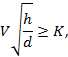 V√(h/d) ≥ K,